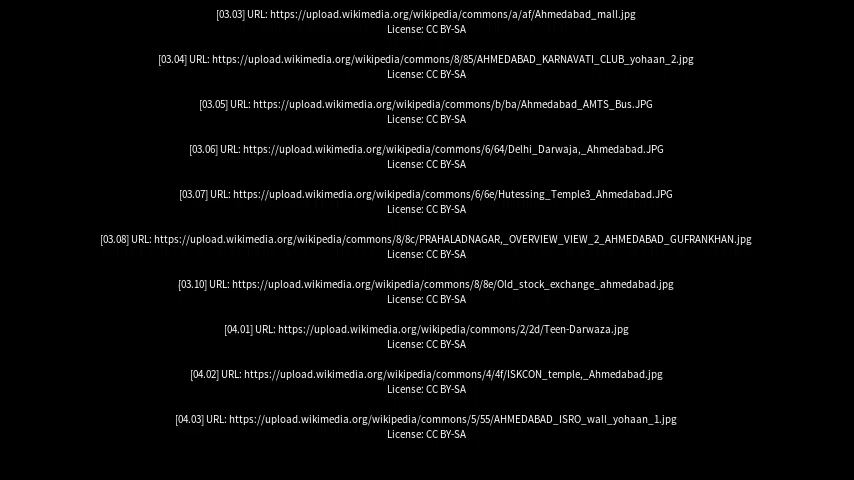 [03.03] URL: https://upload.wikimedia.org/wikipedia/commons/a/af/Ahmedabad_mall.jpg
License: CC BY-SA
[03.04] URL: https://upload.wikimedia.org/wikipedia/commons/8/85/AHMEDABAD_KARNAVATI_CLUB_yohaan_2.jpg
License: CC BY-SA
[03.05] URL: https://upload.wikimedia.org/wikipedia/commons/b/ba/Ahmedabad_AMTS_Bus.JPG
License: CC BY-SA
[03.06] URL: https://upload.wikimedia.org/wikipedia/commons/6/64/Delhi_Darwaja,_Ahmedabad.JPG
License: CC BY-SA
[03.07] URL: https://upload.wikimedia.org/wikipedia/commons/6/6e/Hutessing_Temple3_Ahmedabad.JPG
License: CC BY-SA
[03.08] URL: https://upload.wikimedia.org/wikipedia/commons/8/8c/PRAHALADNAGAR,_OVERVIEW_VIEW_2_AHMEDABAD_GUFRANKHAN.jpg
License: CC BY-SA
[03.10] URL: https://upload.wikimedia.org/wikipedia/commons/8/8e/Old_stock_exchange_ahmedabad.jpg
License: CC BY-SA
[04.01] URL: https://upload.wikimedia.org/wikipedia/commons/2/2d/Teen-Darwaza.jpg
License: CC BY-SA
[04.02] URL: https://upload.wikimedia.org/wikipedia/commons/4/4f/ISKCON_temple,_Ahmedabad.jpg
License: CC BY-SA
[04.03] URL: https://upload.wikimedia.org/wikipedia/commons/5/55/AHMEDABAD_ISRO_wall_yohaan_1.jpg
License: CC BY-SA